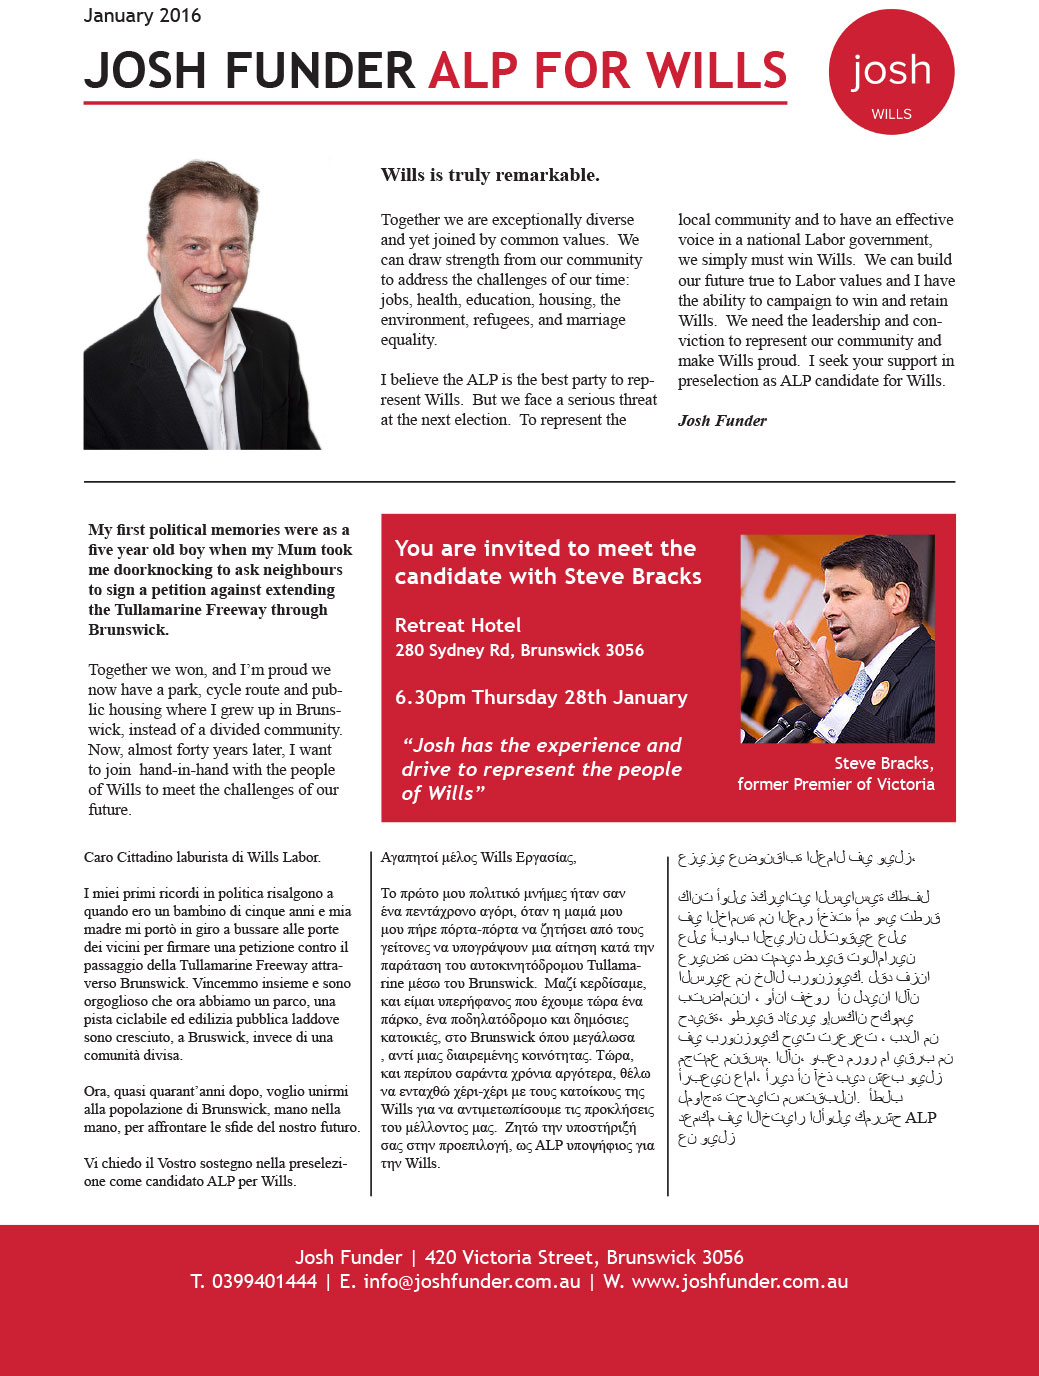 January 2016
JOSH FUNDER ALP FOR WILLS
josh
WILLS
Wills is truly remarkable.
Together we are exceptionally diverse
and yet joined by common values. We
can draw strength from our community
to address the challenges of our time:
jobs, health, education, housing, the
environment, refugees, and marriage
equality.
I believe the ALP is the best party to rep-
resent Wills. But we face a serious threat
at the next election. To represent the
local community and to have an effective
voice in a national Labor government,
we simply must win Wills. We can build
our future true to Labor values and I have
the ability to campaign to win and retain
Wills. We need the leadership and con-
viction to represent our community and
make Wills proud. I seek your support in
preselection as ALP candidate for Wills.
Josh Funder
My first political memories were as a
five year old boy when my Mum took
me doorknocking to ask neighbours
to sign a petition against extending
the Tullamarine Freeway through
Brunswick.
Together we won, and I'm proud we
now have a park, cycle route and pub-
lic housing where I grew up in Bruns-
wick, instead of a divided community.
Now, almost forty years later, I want
to join hand-in-hand with the people
of Wills to meet the challenges of our
future.
You are invited to meet the
candidate with Steve Bracks
Retreat Hotel
280 Sydney Rd, Brunswick 3056
6.30pm Thursday 28th January
“Josh has the experience and
drive to represent the people
of Wills”
Steve Bracks,
former Premier of Victoria
Caro Cittadino laburista di Wills Labor.
I miei primi ricordi in politica risalgono a
quando ero un bambino di cinque anni e mia
madre mi portò in giro a bussare alle porte
dei vicini per firmare una petizione contro il
passaggio della Tullamarine Freeway attra-
verso Brunswick. Vincemmo insieme e sono
orgoglioso che ora abbiamo un parco, una
pista ciclabile ed edilizia pubblica laddove
sono cresciuto, a Bruswick, invece di una
comunità divisa.
Ora, quasi quarant'anni dopo, voglio unirmi
alla popolazione di Brunswick, mano nella
mano, per affrontare le sfide del nostro futuro.
Vi chiedo il Vostro sostegno nella preselezi-
one come candidato ALP per Wills.
Αγαπητοί μέλος Wills Εργασίας,
Το πρώτο μου πολιτικό μνήμες ήταν σαν
ένα πεντάχρονο αγόρι, όταν η μαμά μου
μου πήρε πόρτα-πόρτα να ζητήσει από τους
γείτονες να υπογράψουν μια αίτηση κατά την
παράταση του αυτοκινητόδρομου Tullama-
rine μέσω του Brunswick. Μαζί κερδίσαμε,
και είμαι υπερήφανος που έχουμε τώρα ένα
πάρκο, ένα ποδηλατόδρομο και δημόσιες
κατοικιές, στο Brunswick όπου μεγάλωσα
, αντί μιας διαιρεμένης κοινότητας. Τώρα,
και περίπου σαράντα χρόνια αργότερα, θέλω
να ενταχθώ χέρι-χέρι με τους κατοίκους της
Wills για να αντιμετωπίσουμε τις προκλήσεις
του μέλλοντος μας. Ζητώ την υποστήριξή
σας στην προεπιλογή, ως ALP υποψήφιος για
την Wills.
عزيزي عضونقابة العمال في ويلز،
كانت أولى ذكرياتي السياسية كطفل
في الخامسة من العمر أخذته أمه وهي تطرق
على أبواب الجيران للتوقيع على
عريضة ضد تمديد طريق تولامارين
السريع من خلال برونزويك. لقد فزنا
بتضامننا ، وأنا فخور أن لدينا الآن
حديقة، وطريق دائري وإسكان حكومي
في برونزويك حيث ترعرعت ، بدلا من
مجتمع منقسم. الآن، وبعد مرور ما يقرب من
أربعين عاما، أريد أن آخذ بيد شعب ويلز
لمواجهة تحديات مستقبلنا. أطلب
دعمكم في الاختيار الأولي كمرشح ALP
عن ويلز
Josh Funder | 420 Victoria Street, Brunswick 3056
T. 0399401444 | E. info@joshfunder.com.au | W. www.joshfunder.com.au